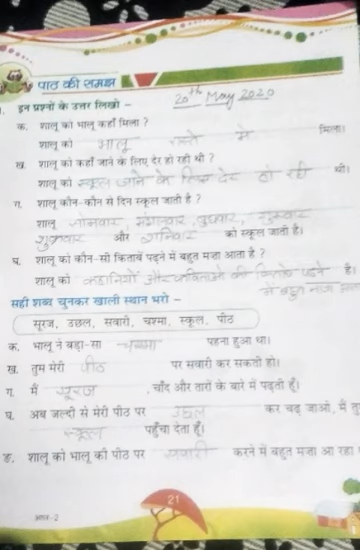 पाठ की समझ
इन प्रश्नों के उत्तर लिखो –
20th May 2020
क. शालू को भालू कहाँ मिला ?
शालू को भालू रास्ते में मिला।
ख. शालू को कहाँ जाने के लिए देर हो रही थी ?
शालू को स्कूल जाने के लिए देर हो रही थी।
ग. शालू कौन-कौन से दिन स्कूल जाती है ?
शालू सोमवार, मंगलवार, बुधवार, गुरुवार
शुक्रवार और शनिवार को स्कूल जाती है।
घ. शालू को कौन-सी किताबें पढ़ने में बहुत मजा आता है ?
शालू को कहानियों और कविताओं की किताबें पढ़ने है।
में बहुत मजा आता
सही शब्द चुनकर खाली स्थान भरो –
सूरज, उछल, सवारी, चश्मा, स्कूल, पीठ
क. भालू ने बड़ा-सा चश्मा पहना हुआ था।
ख. तुम मेरी पीठ पर सवारी कर सकती हो।
ग. मैं सूरज, चाँद और तारों के बारे में पढ़ती हूँ।
घ. अब जल्दी से मेरी पीठ पर उछल कर चढ़ जाओ, मैं
स्कूल पहुँचा देता हूँ।
ङ. शालू को भालू की पीठ पर सवारी करने में बहुत मजा आ रहा
21